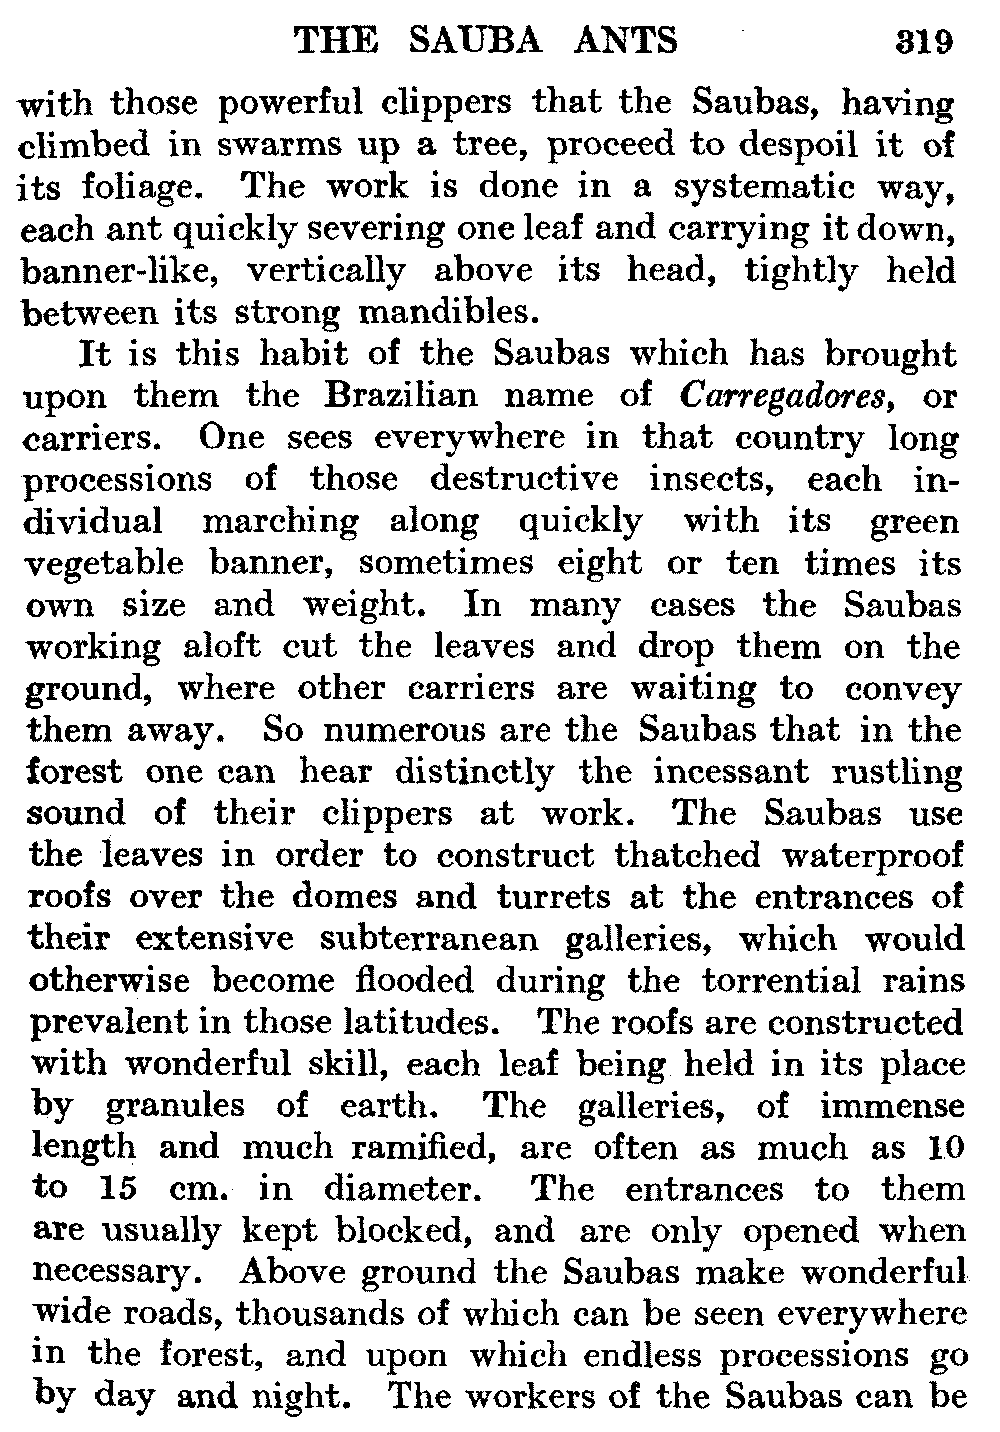 THE SAUBA ANTS 319
with those powerful clippers that the Saubas, having
climbed in swarms up a tree, proceed to despoil it of
its foliage. The work is done in a systematic way,
each ant quickly severing one leaf and carrying it down,
banner-like, vertically above its head, tightly held
between its strong mandibles.
It is this habit of the Saubas which has brought
upon them the Brazilian name of Carregadores, or
carriers. One sees everywhere in that country long
processions of those destructive insects, each in-
dividual marching along quickly with its green
vegetable banner, sometimes eight or ten times its
own size and weight. In many cases the Saubas
working aloft cut the leaves and drop them on the
ground, where other carriers are waiting to convey
them away. So numerous are the Saubas that in the
forest one can hear distinctly the incessant rustling
sound of their clippers at work. The Saubas use
the leaves in order to construct thatched waterproof
roofs over the domes and turrets at the entrances of
their extensive subterranean galleries, which would
otherwise become flooded during the torrential rains
prevalent in those latitudes. The roofs are constructed
with wonderful skill, each leaf being held in its place
by granules of earth. The galleries, of immense
length and much ramified, are often as much as 10
to 15 cm. in diameter. The entrances to them
are usually kept blocked, and are only opened when
necessary. Above ground the Saubas make wonderful
wide roads, thousands of which can be seen everywhere
in the forest, and upon which endless processions go
by day and night. The workers of the Saubas can be